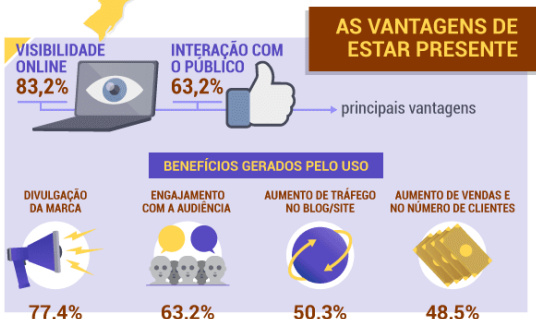 AS VANTAGENS DE
ESTAR PRESENTE
VISIBILIDADE
ONLINE
83,2%
INTERAÇÃO COM
O PÚBLICO
63,2%
principais vantagens
BENEFÍCIOS GERADOS PELO USO
DIVULGAÇÃO
DA MARCA
77,4%
ENGAJAMENTO
COM A AUDIÊNCIA
63,2%
AUMENTO DE TRÁFEGO
NO BLOG/SITE
50,3%
AUMENTO DE VENDAS E
NO NÚMERO DE CLIENTES
48,5%